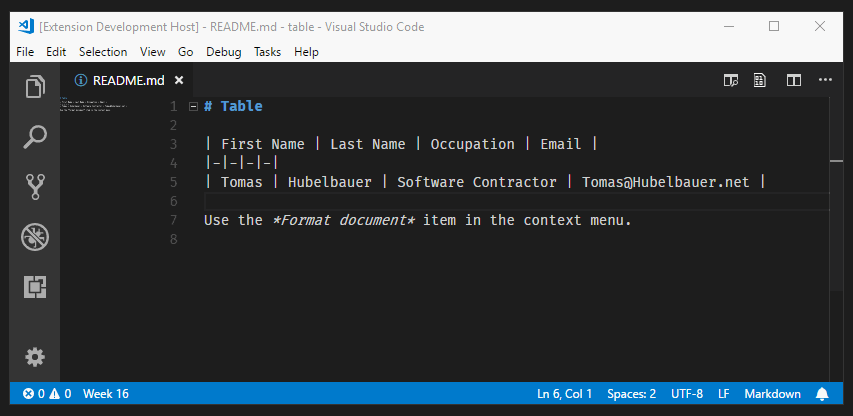 [Extension Development Host] - README.md - table - Visual Studio Code
File Edit Selection View Go Debug Tasks Help
README.md
1 # Table
2
3 | First Name | Last Name | Occupation | Email |
4 |-|-|-|-|
5 | Tomas | Hubelbauer | Software Contractor | Tomas@Hubelbauer.net |
6
7 Use the *Format document* item in the context menu.
8
0 0 Week 16 Ln 6, Col 1 Spaces: 2 UTF-8 LF Markdown